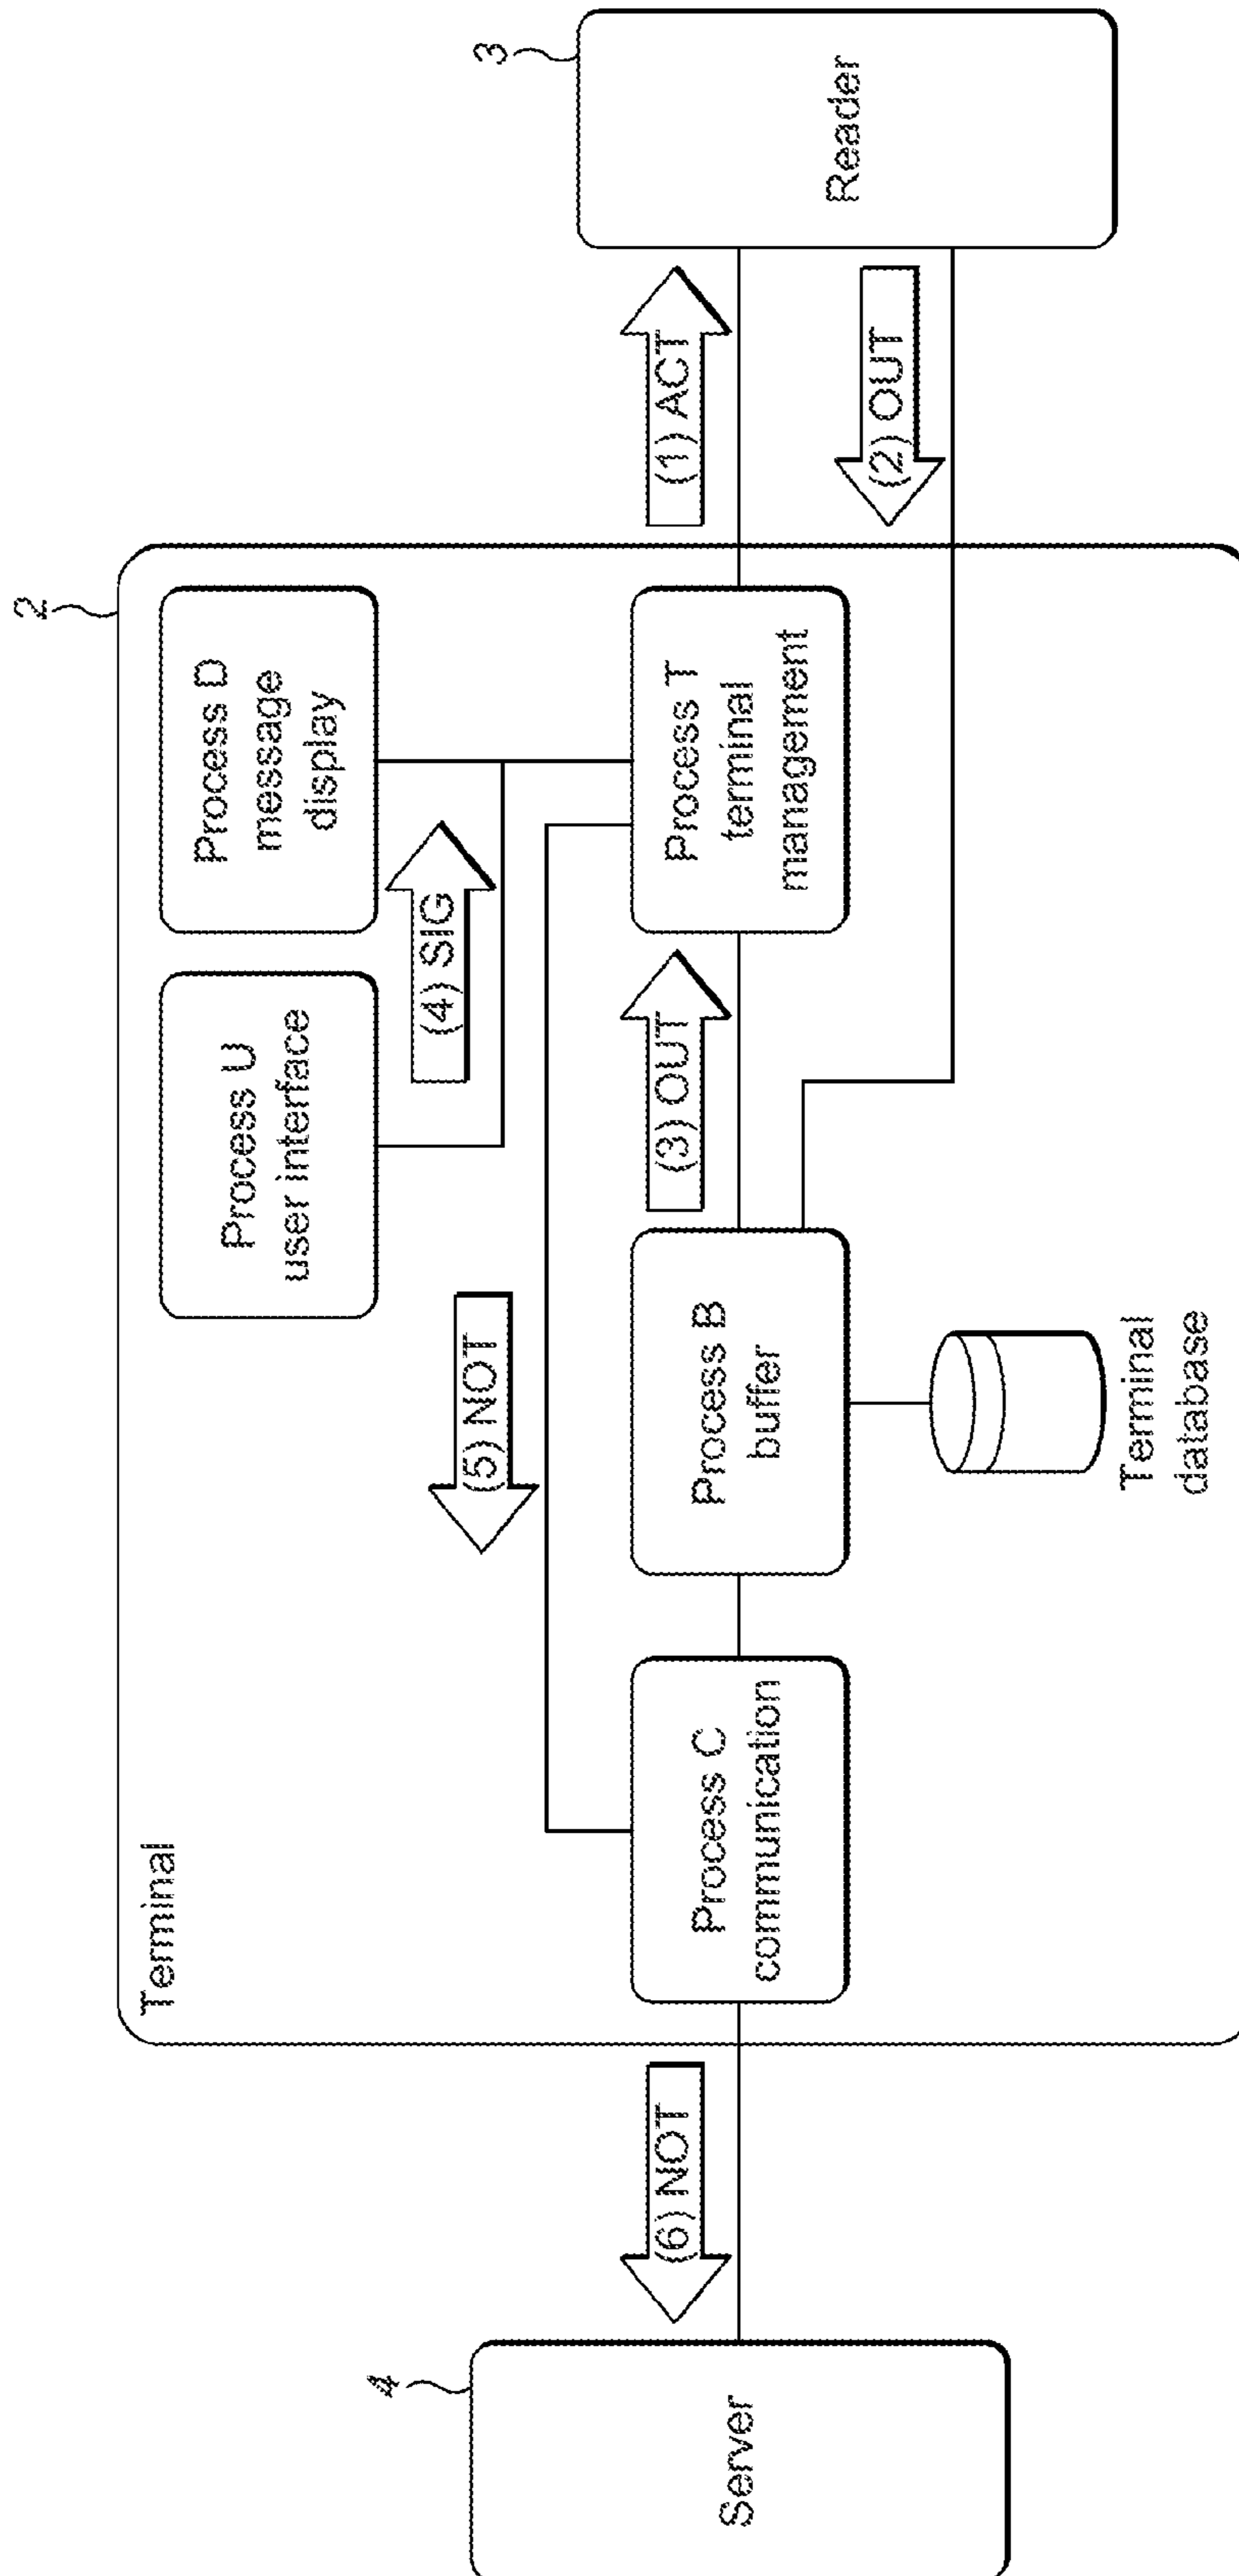 Server
4
(6) NOT
Terminal
2
Process C
communication
(5) NOT
Process B
buffer
Terminal
database
Process U
user interface
(4) SIG
(3) OUT
Process D
message
display
Process T
terminal
management
(1) ACT
(2) OUT
3
Reader